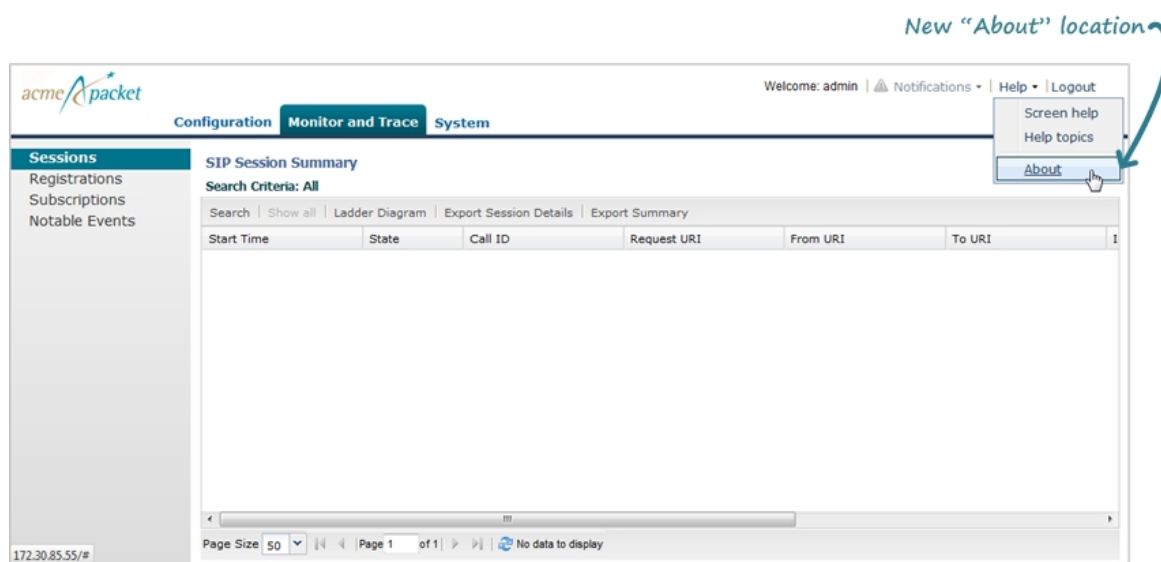 New “About” location
acme packet
Welcome: admin | Notifications | Help | Logout
Configuration Monitor and Trace System
Screen help
Help topics
About
Sessions
Registrations
Subscriptions
Notable Events
SIP Session Summary
Search Criteria: All
Search | Show all | Ladder Diagram | Export Session Details | Export Summary
Start Time State Call ID Request URI From URI To URI I
Page Size 50 Page 1 of 1 No data to display
172.30.85.55/#